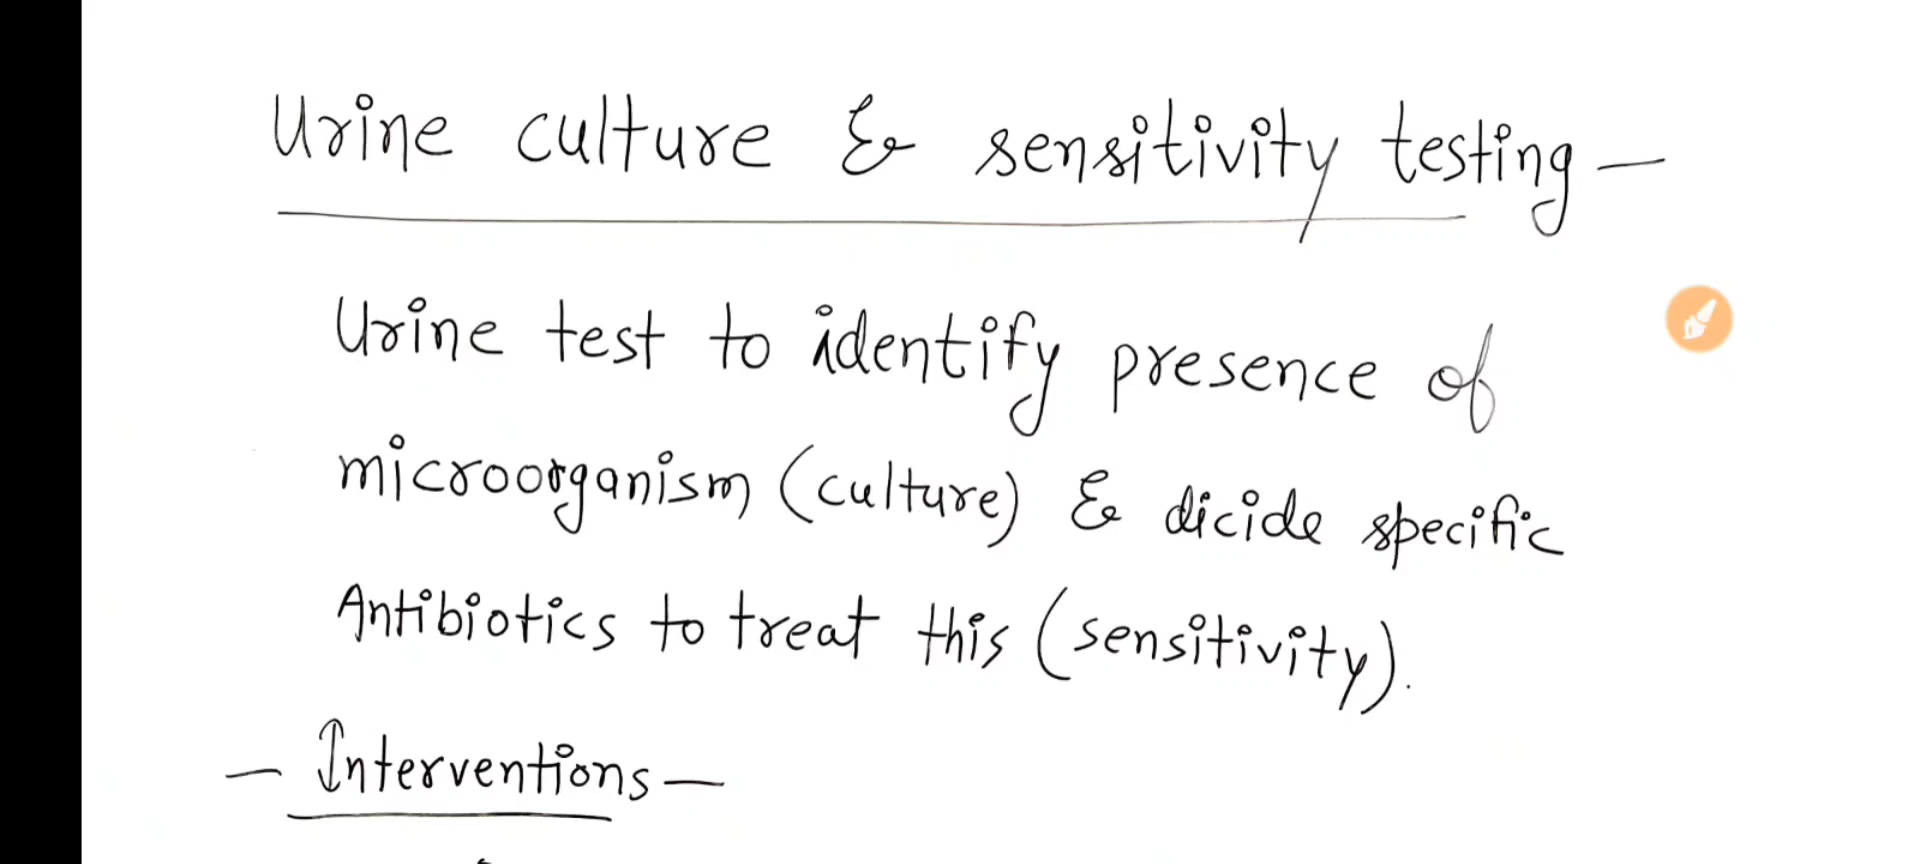 Urine culture & sensitivity testing —
Urine test to identify presence of
microorganism (culture) & dicide specific
Antibiotics to treat this (sensitivity).
— Interventions —